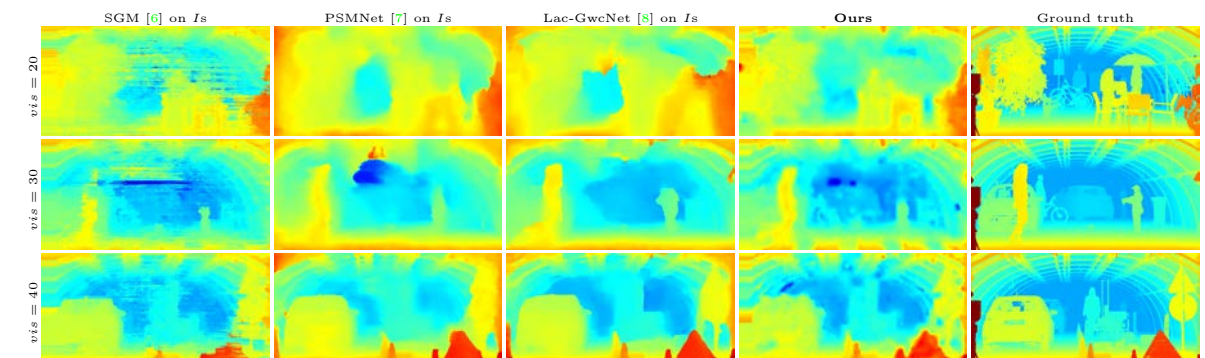 SGM [6] on Is
PSMNet [7] on Is
Lac-GwcNet [8] on Is
Ours
Ground truth
vis = 20
vis = 30
vis = 40